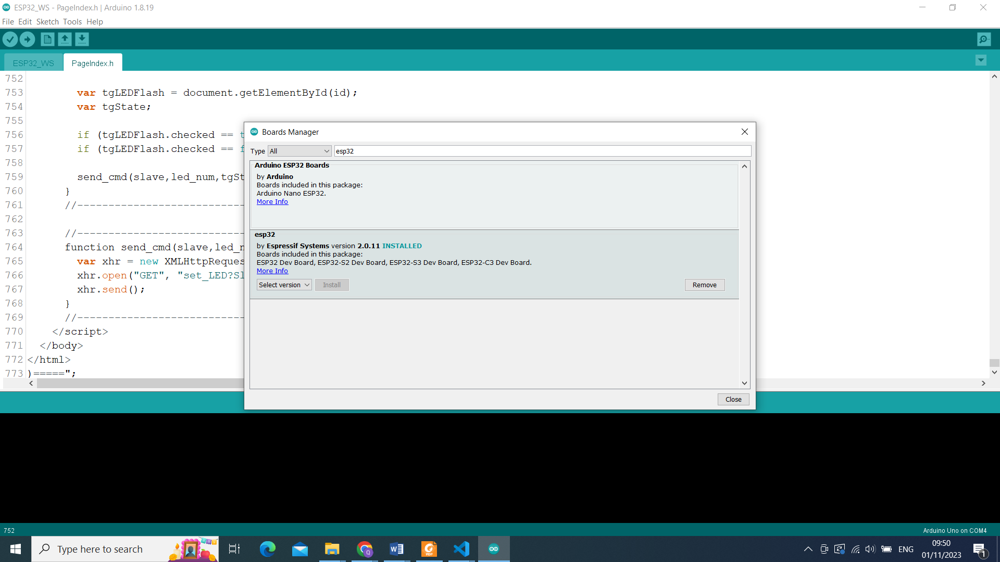 ESP32_WS - PageIndex.h | Arduino 1.8.19
File Edit Sketch Tools Help
ESP32_WS PageIndex.h
752
753 var tgLEDFlash = document.getElementById(id);
754 var tgState;
755
756 if (tgLEDFlash.checked == t
757 if (tgLEDFlash.checked == f
758
759 send_cmd(slave,led_num,tgSt
760 }
761 //---------------------------
762
763 //---------------------------
764 function send_cmd(slave,led_n
765 var xhr = new XMLHttpReques
766 xhr.open("GET", "set_LED?Sl
767 xhr.send();
768 }
769 //---------------------------
770 </script>
771 </body>
772 </html>
773 )=====";
Boards Manager
Type All esp32
Arduino ESP32 Boards
by Arduino
Boards included in this package:
Arduino Nano ESP32.
More Info
esp32
by Espressif Systems version 2.0.11 INSTALLED
Boards included in this package:
ESP32 Dev Board, ESP32-S2 Dev Board, ESP32-S3 Dev Board, ESP32-C3 Dev Board.
More Info
Select version Install Remove
Close
752 Arduino Uno on COM4
Type here to search
ENG
09:50
01/11/2023
1